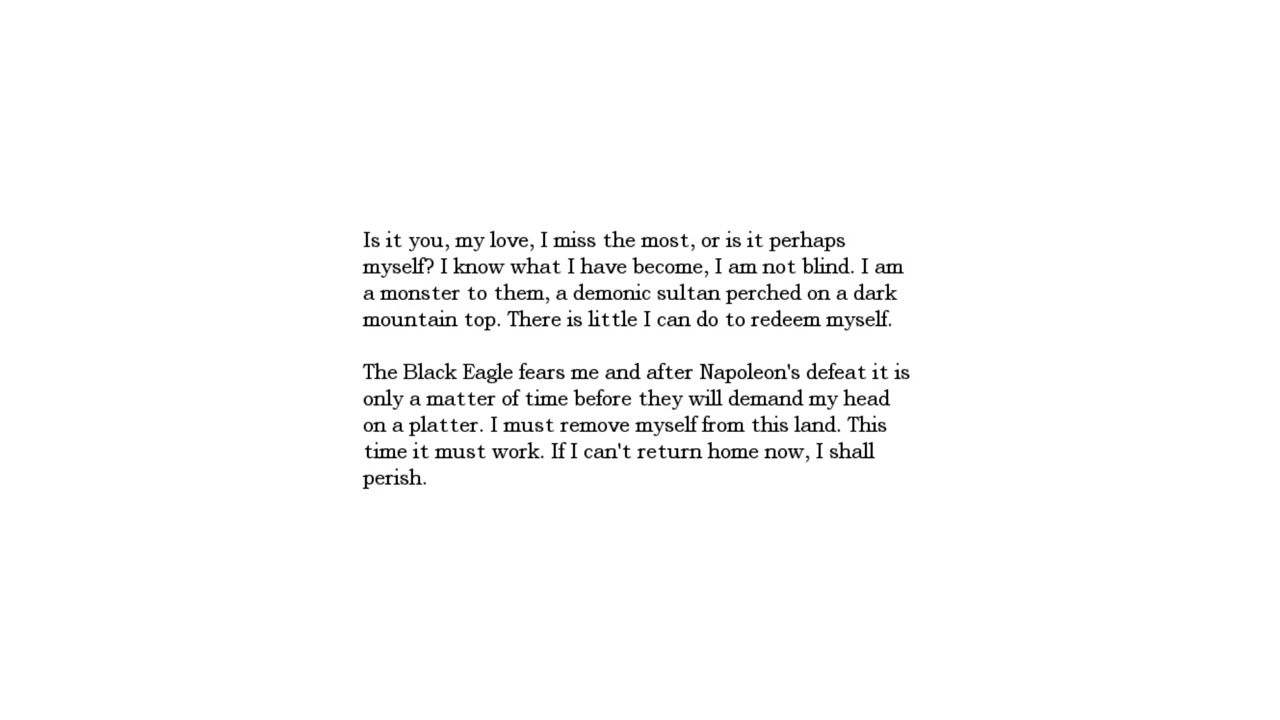 Is it you, my love, I miss the most, or is it perhaps
myself? I know what I have become, I am not blind. I am
a monster to them, a demonic sultan perched on a dark
mountain top. There is little I can do to redeem myself.
The Black Eagle fears me and after Napoleon's defeat it is
only a matter of time before they will demand my head
on a platter. I must remove myself from this land. This
time it must work. If I can't return home now, I shall
perish.